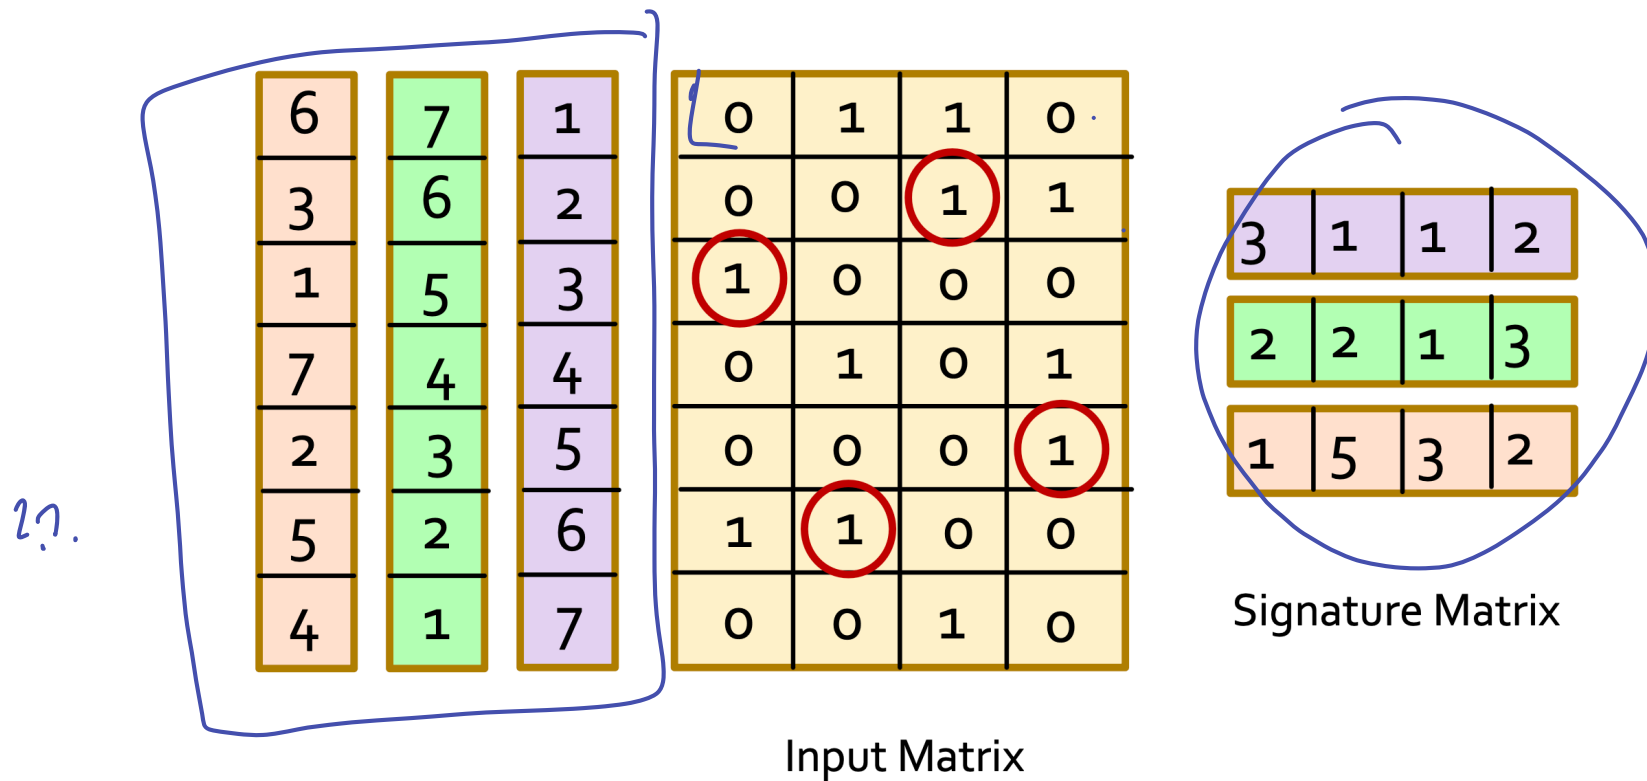 6 7 1 0 1 1 0
3 6 2 0 0 1 1
1 5 3 1 0 0 0
7 4 4 0 1 0 1
2 3 5 0 0 0 1
5 2 6 1 1 0 0
4 1 7 0 0 1 0
3 1 1 2
2 2 1 3
1 5 3 2
Signature Matrix
Input Matrix